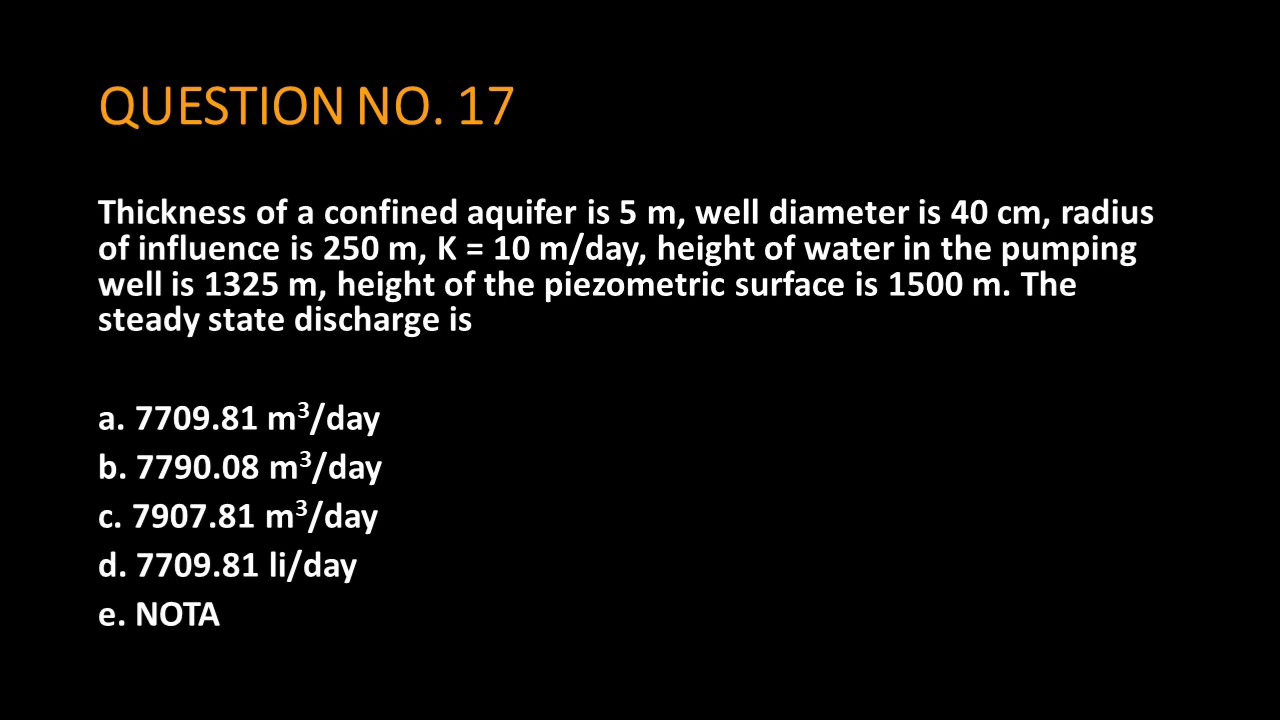 QUESTION NO. 17
Thickness of a confined aquifer is 5 m, well diameter is 40 cm, radius
of influence is 250 m, K = 10 m/day, height of water in the pumping
well is 1325 m, height of the piezometric surface is 1500 m. The
steady state discharge is
a. 7709.81 m³/day
b. 7790.08 m³/day
c. 7907.81 m³/day
d. 7709.81 li/day
e. NOTA